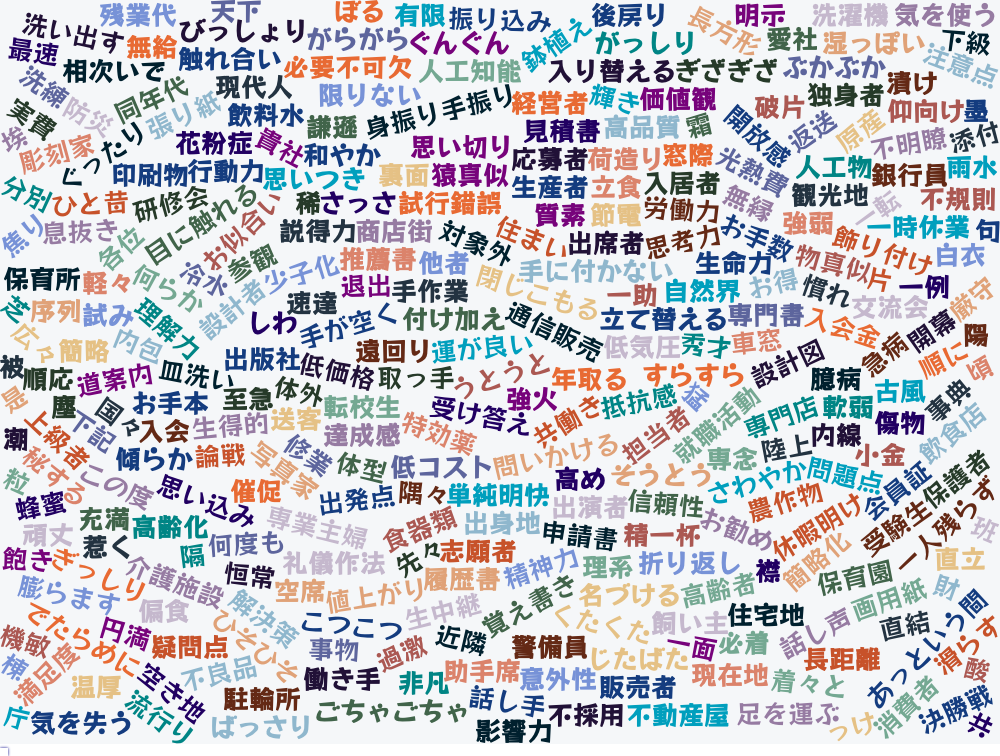 残業代
天下
ぼる
有限
振り込み
後戻り
長方形
明示
洗濯機
気を使う
洗い出す
びっしょり
がらがら
ぐんぐん
鉢植え
がっしり
愛社
湿っぽい
下級
最速
無給
触れ合い
必要不可欠
人工知能
入り替える
ぎざぎざ
ぶかぶか
注意点
相次いで
現代人
限りない
漬け
洗練
防災
同年代
張り紙
飲料水
身振り手振り
経営者
輝き
価値観
破片
独身者
仰向け
墨
実費
埃
彫刻家
ぐったり
花粉症
貴社
謙遜
和やか
思い切り
見積書
高品質
霜
開放感
返送
原産
不明瞭
添付
印刷物
行動力
思いつき
裏面
猿真似
応募者
荷造り
窓際
光熱費
人工物
銀行員
雨水
分別
ひと昔
研修会
目に触れる
稀
さっさ
試行錯誤
生産者
立食
入居者
無縁
観光地
不規則
焦り
息抜き
各位
お似合い
説得力
商店街
対象外
質素
節電
労働力
お手数
強弱
一転
一時休業
句
住まい
出席者
思考力
飾り付け
白衣
保育所
軽々
何らか
冷水
参観
少子化
推薦書
他者
閉じこもる
手に付かない
生命力
物真似
片
設計者
速達
退出
手作業
一助
自然界
お得
慣れ
一例
厳守
芝
序列
試み
理解力
しわ
手が空く
付け加え
通信販売
立て替える
専門書
入会金
交流会
公々
簡略
内包
出版社
遠回り
運が良い
低気圧
秀才
車窓
設計図
急病
開幕
陽
被
順応
道案内
皿洗い
低価格
取っ手
うとうと
年取る
すらすら
臆病
順に
頃
是
塵
国々
お手本
至急
体外
強火
共働き
抵抗感
猛
古風
事典
上級者
下記
入会
生得的
送客
転校生
受け答え
就職活動
専門店
軟弱
傷物
飲食店
潮
秘する
傾らか
論戦
修業
達成感
特効薬
問いかける
担当者
陸上
内線
小金
粒
この度
思い込み
写真家
体型
低コスト
高め
そうとう
専念
さわやか
問題点
会員証
受験生
保護者
蜂蜜
催促
出発点
隅々
単純明快
出演者
信頼性
農作物
休暇明け
一人残らず
頑丈
充満
高齢化
専業主婦
食器類
出身地
申請書
精一杯
お勧め
班
惹く
隔
何度も
礼儀作法
先々
志願者
簡略化
飽き
ぎっしり
介護施設
恒常
空席
値上がり
履歴書
精神力
理系
折り返し
襟
保育園
直立
膨らます
偏食
解決策
生中継
覚え書き
名づける
高齢者
画用紙
財
でたらめに
円満
ひそひそ
こつこつ
近隣
くたくた
飼い主
住宅地
話し声
直結
あっという間
機敏
疑問点
事物
過激
警備員
一面
必着
滑らす
棟
満足度
不良品
働き手
助手席
じたばた
長距離
酸
温厚
空き地
駐輪所
非凡
意外性
販売者
現在地
着々と
庁
気を失う
流行り
ばっさり
ごちゃごちゃ
話し手
不採用
不動産屋
足を運ぶ
つけ
消費者
決勝戦
共
影響力